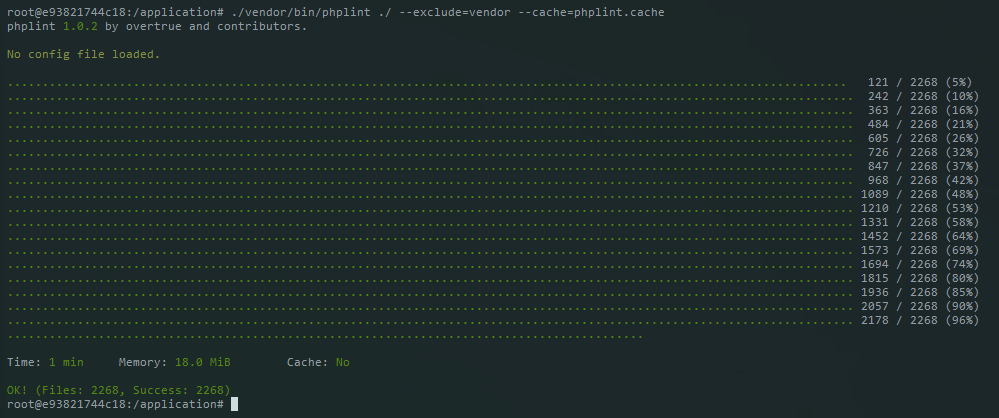 root@e93821744c18:/application# ./vendor/bin/phplint ./ --exclude=vendor --cache=phplint.cache
phplint 1.0.2 by overtrue and contributors.
No config file loaded.
........................................................................................................................ 121 / 2268 (5%)
......................................................................................................................... 242 / 2268 (10%)
......................................................................................................................... 363 / 2268 (16%)
......................................................................................................................... 484 / 2268 (21%)
......................................................................................................................... 605 / 2268 (26%)
......................................................................................................................... 726 / 2268 (32%)
......................................................................................................................... 847 / 2268 (37%)
......................................................................................................................... 968 / 2268 (42%)
......................................................................................................................... 1089 / 2268 (48%)
......................................................................................................................... 1210 / 2268 (53%)
......................................................................................................................... 1331 / 2268 (58%)
......................................................................................................................... 1452 / 2268 (64%)
......................................................................................................................... 1573 / 2268 (69%)
......................................................................................................................... 1694 / 2268 (74%)
......................................................................................................................... 1815 / 2268 (80%)
......................................................................................................................... 1936 / 2268 (85%)
......................................................................................................................... 2057 / 2268 (90%)
......................................................................................................................... 2178 / 2268 (96%)
...........................................................................................
Time: 1 min Memory: 18.0 MiB Cache: No
OK! (Files: 2268, Success: 2268)
root@e93821744c18:/application#